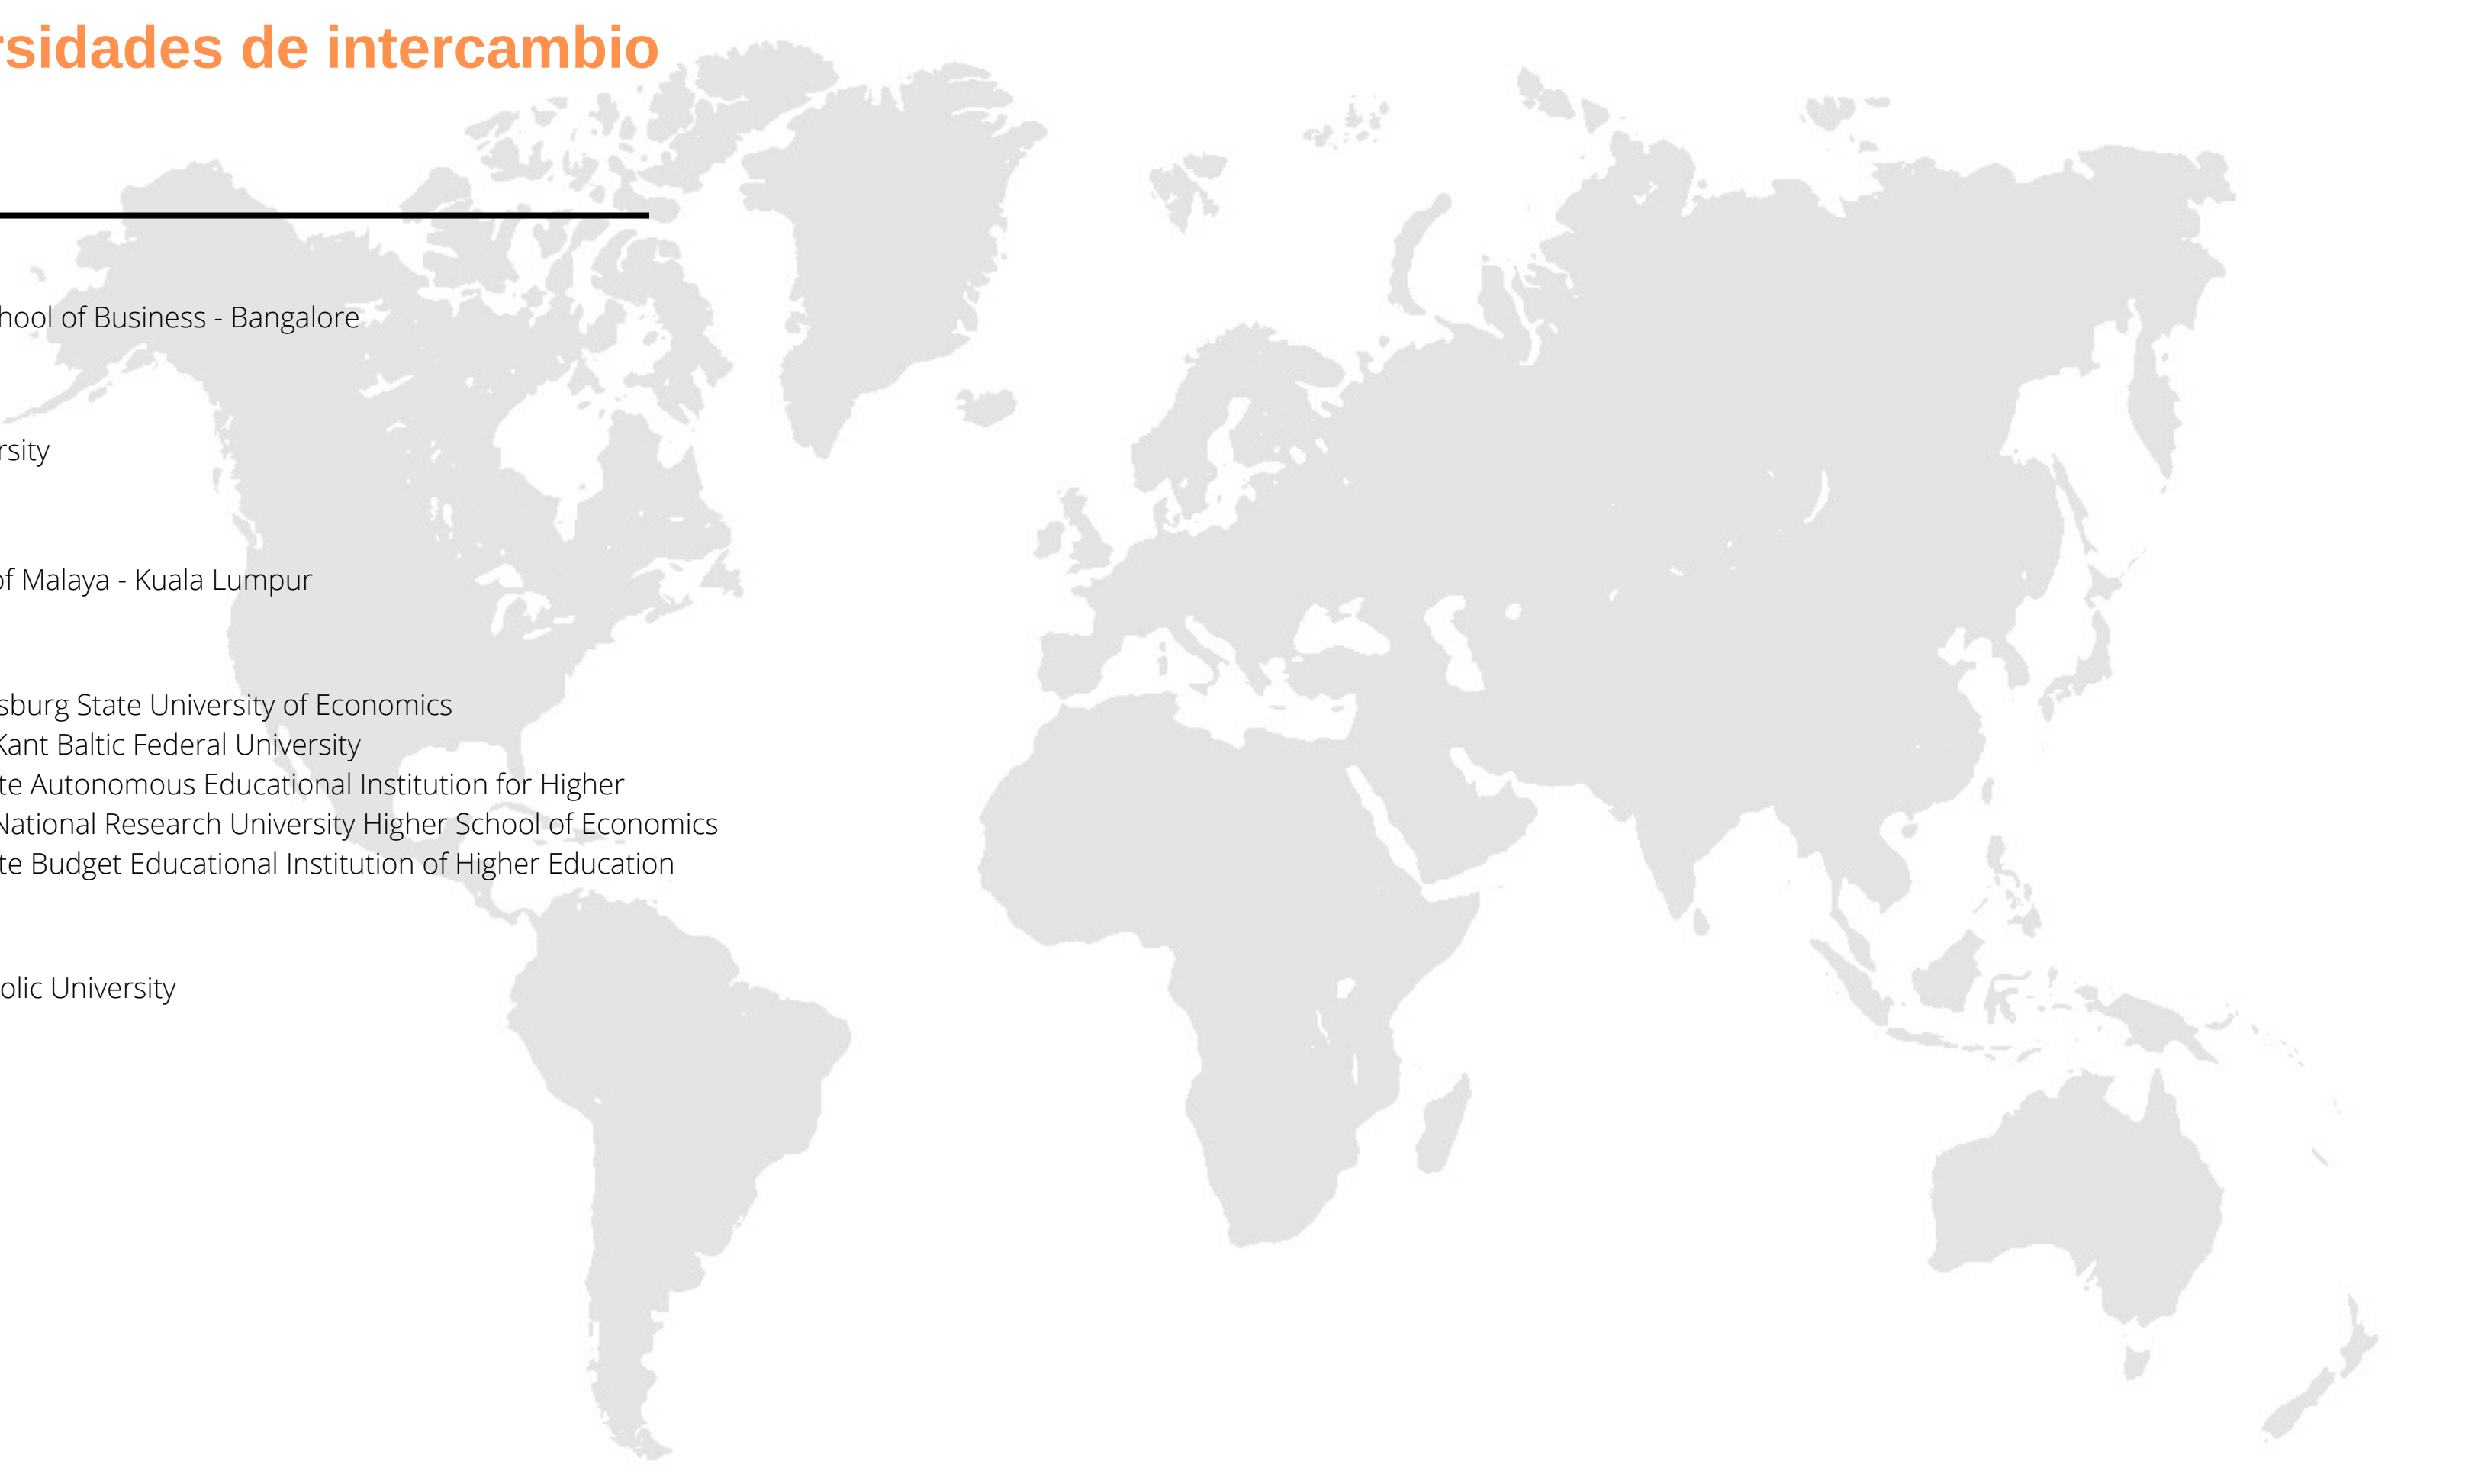 rsidades de intercambio
hool of Business - Bangalore
rsity
of Malaya - Kuala Lumpur
sburg State University of Economics
Kant Baltic Federal University
te Autonomous Educational Institution for Higher
National Research University Higher School of Economics
te Budget Educational Institution of Higher Education
olic University